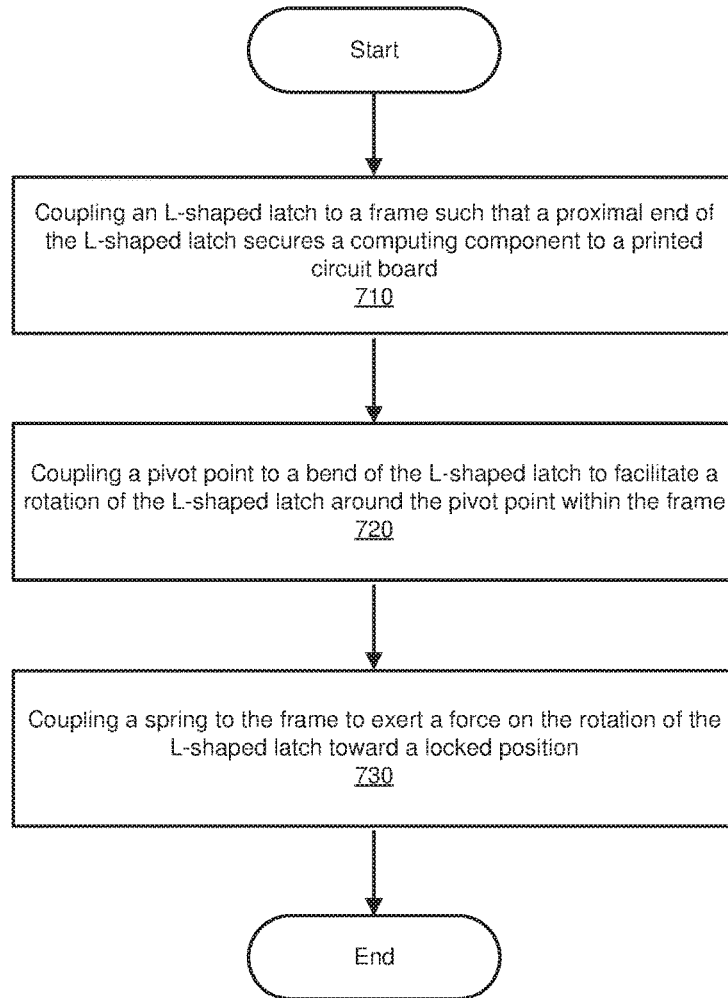 Start
Coupling an L-shaped latch to a frame such that a proximal end of
the L-shaped latch secures a computing component to a printed
circuit board
710
Coupling a pivot point to a bend of the L-shaped latch to facilitate a
rotation of the L-shaped latch around the pivot point within the frame
720
Coupling a spring to the frame to exert a force on the rotation of the
L-shaped latch toward a locked position
730
End